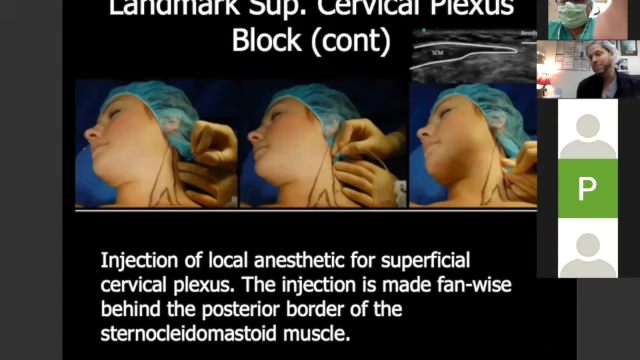 Landmark Sup. Cervical Plexus
Block (cont)
SCM
P
Injection of local anesthetic for superficial
cervical plexus. The injection is made fan-wise
behind the posterior border of the
sternocleidomastoid muscle.